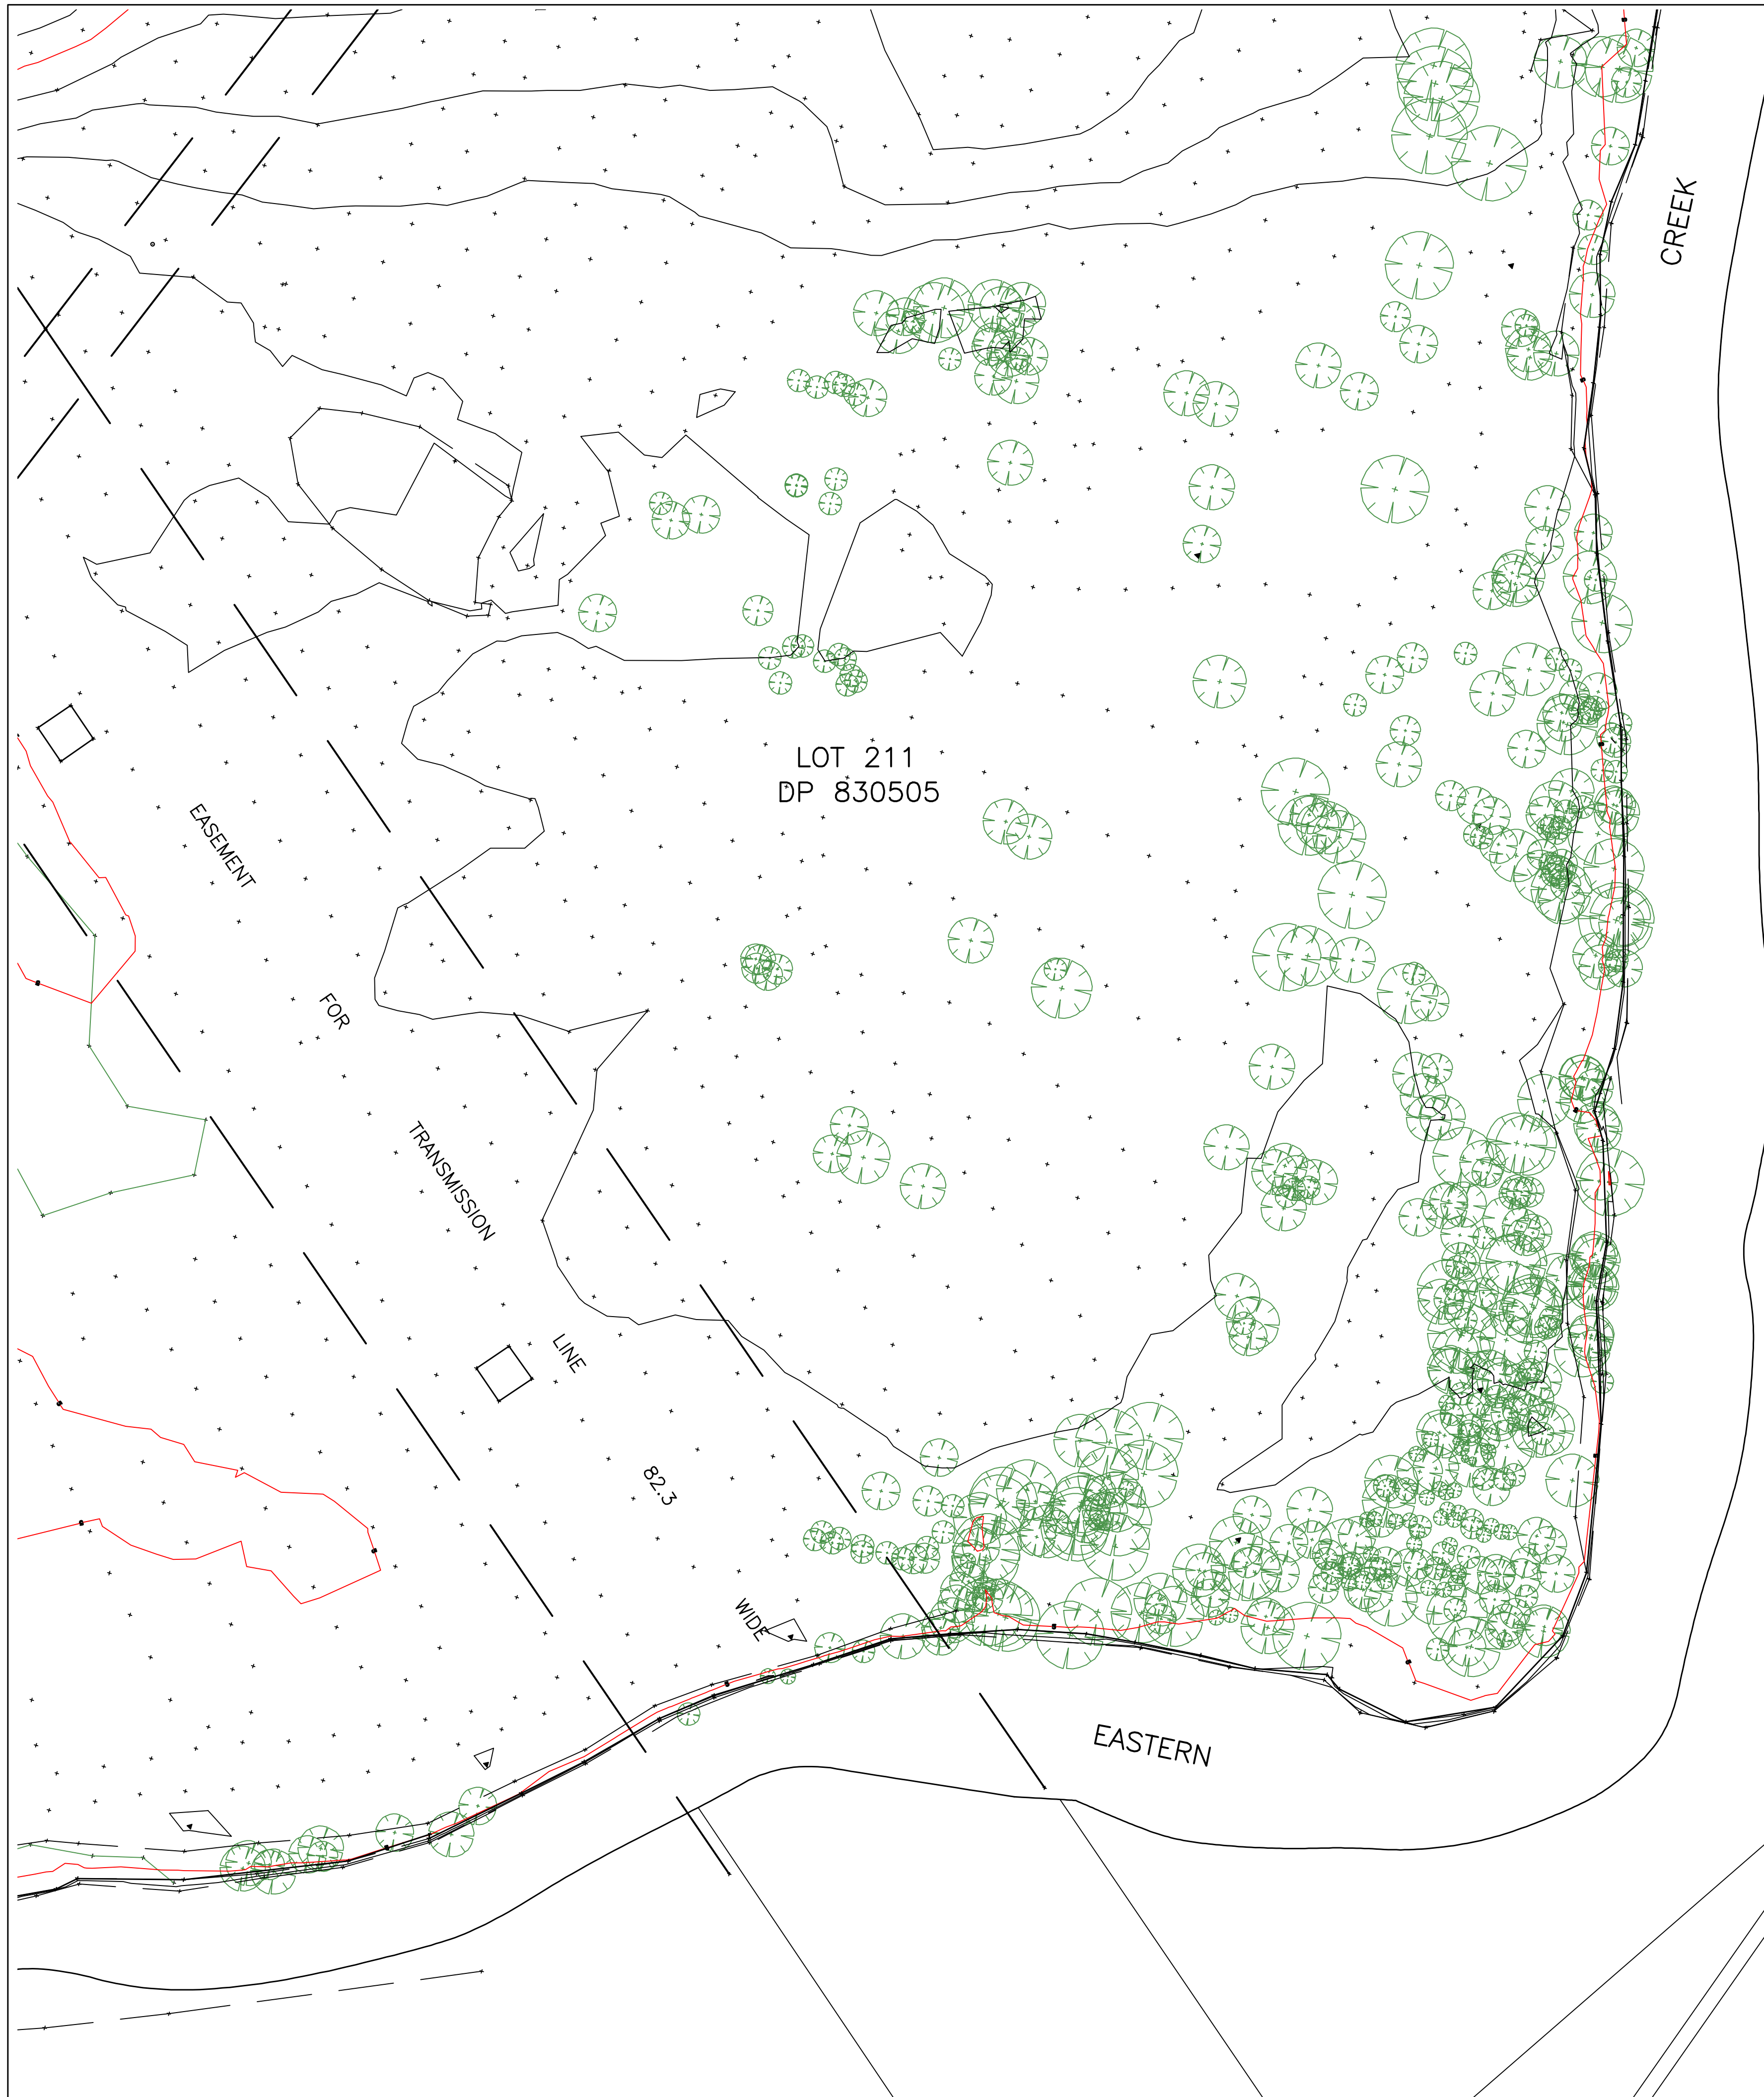 CREEK
LOT 211
DP 830505
EASEMENT
FOR
TRANSMISSION
LINE
82.3
WIDE
EASTERN